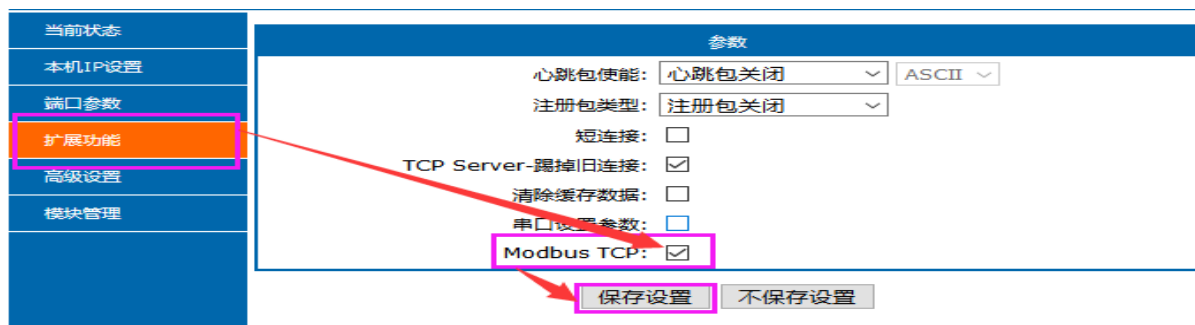 当前状态
本机IP设置
端口参数
扩展功能
高级设置
模块管理
参数
心跳包使能: 心跳包关闭 ASCII
注册包类型: 注册包关闭
短连接:
TCP Server-踢掉旧连接:
清除缓存数据:
串口设置参数:
Modbus TCP:
保存设置 不保存设置